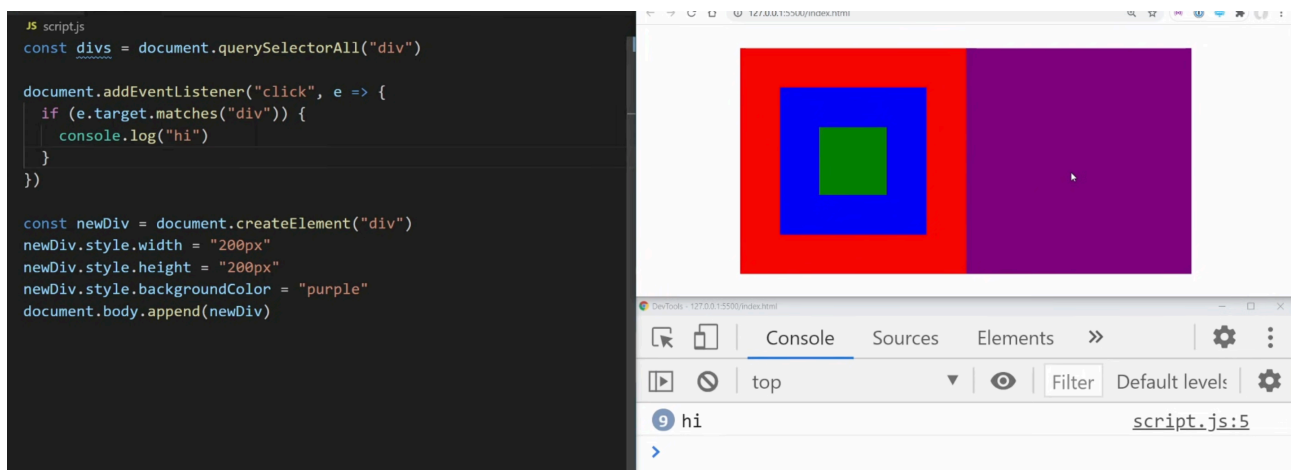 JS script.js
const divs = document.querySelectorAll("div")
document.addEventListener("click", e => {
if (e.target.matches("div")) {
console.log("hi")
}
})
const newDiv = document.createElement("div")
newDiv.style.width = "200px"
newDiv.style.height = "200px"
newDiv.style.backgroundColor = "purple"
document.body.append(newDiv)
127.0.0.1:5500/index.html
DevTools - 127.0.0.1:5500/index.html
Console Sources Elements
top Filter Default levels
9 hi script.js:5